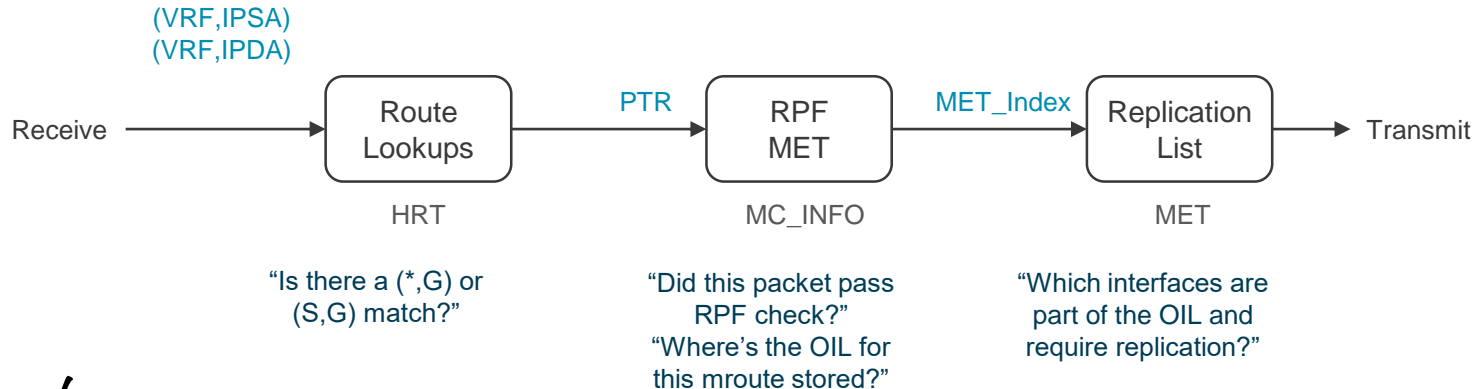 (VRF,IPSA)
(VRF,IPDA)
Receive
Route
Lookups
PTR
RPF
MET
MET_Index
Replication
List
Transmit
HRT
MC_INFO
MET
“Is there a (*,G) or
(S,G) match?”
“Did this packet pass
RPF check?”
“Where’s the OIL for
this mroute stored?”
“Which interfaces are
part of the OIL and
require replication?”